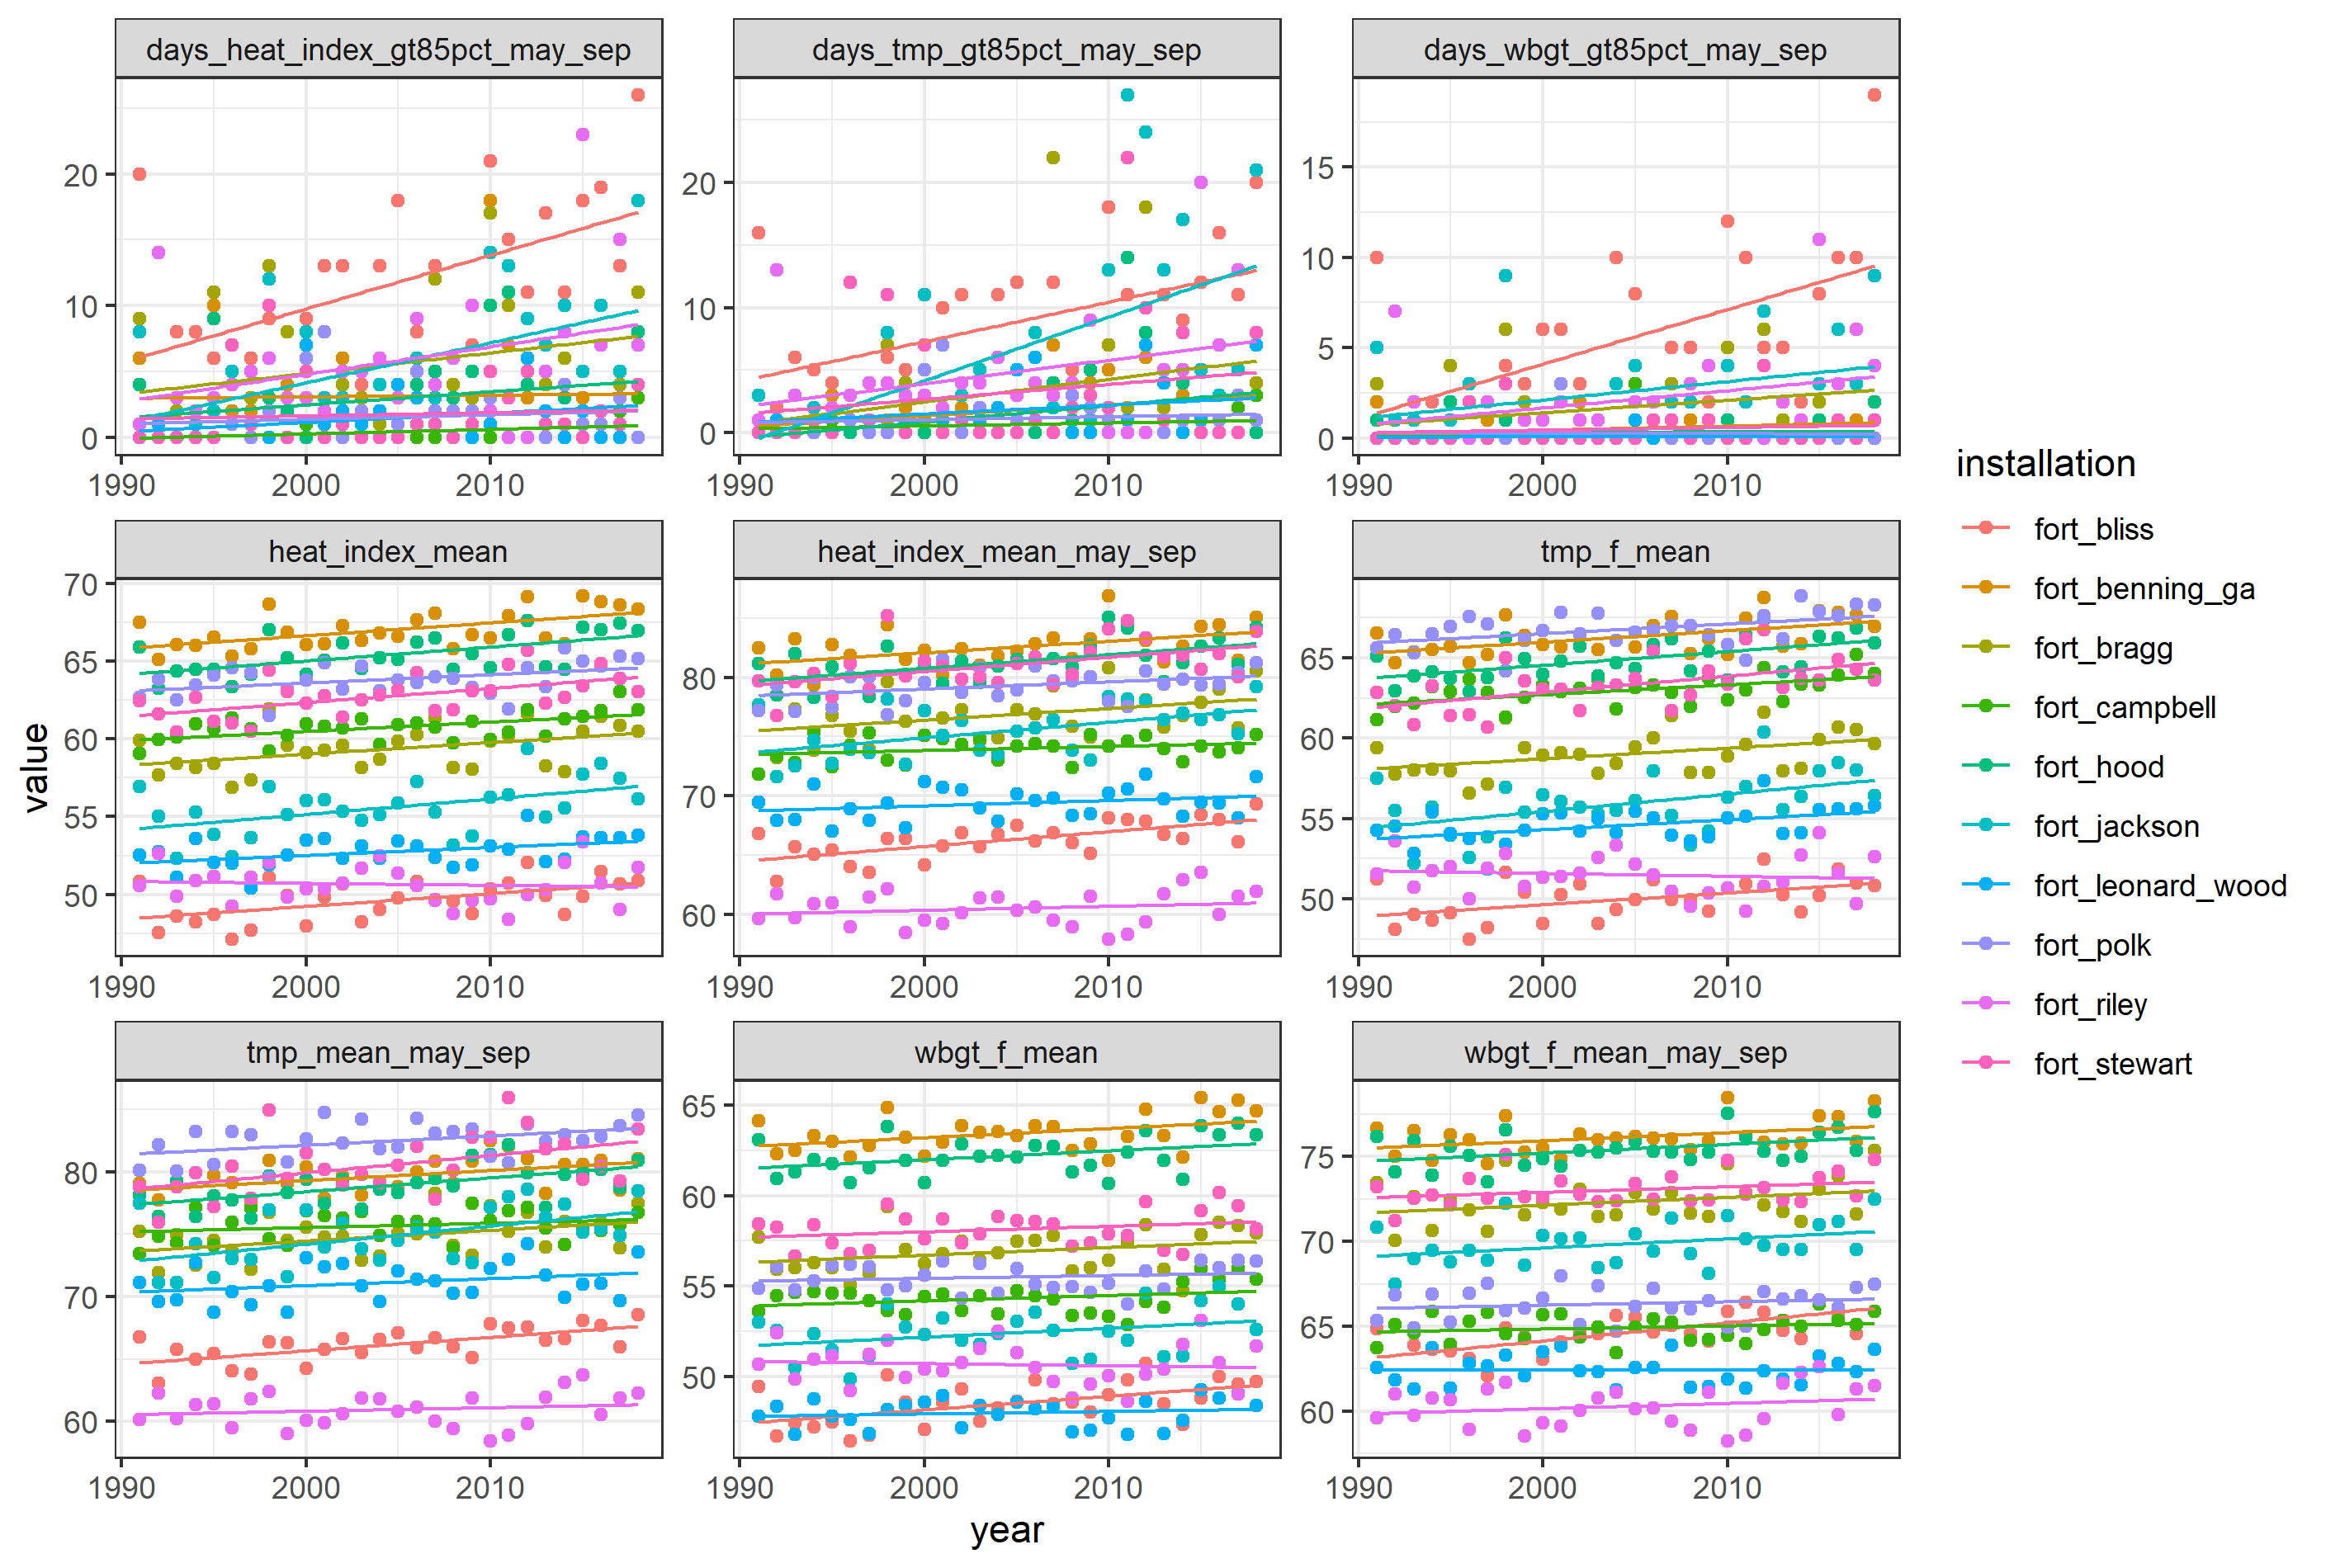 days_heat_index_gt85pct_may_sep
days_tmp_gt85pct_may_sep
days_wbgt_gt85pct_may_sep
20
10
0
1990 2000 2010
20
10
0
1990 2000 2010
15
10
5
0
1990 2000 2010
heat_index_mean
heat_index_mean_may_sep
tmp_f_mean
70
65
60
55
50
1990 2000 2010
80
70
60
1990 2000 2010
65
60
55
50
1990 2000 2010
tmp_mean_may_sep
wbgt_f_mean
wbgt_f_mean_may_sep
80
70
60
1990 2000 2010
65
60
55
50
1990 2000 2010
75
70
65
60
1990 2000 2010
value
year
installation
fort_bliss
fort_benning_ga
fort_bragg
fort_campbell
fort_hood
fort_jackson
fort_leonard_wood
fort_polk
fort_riley
fort_stewart